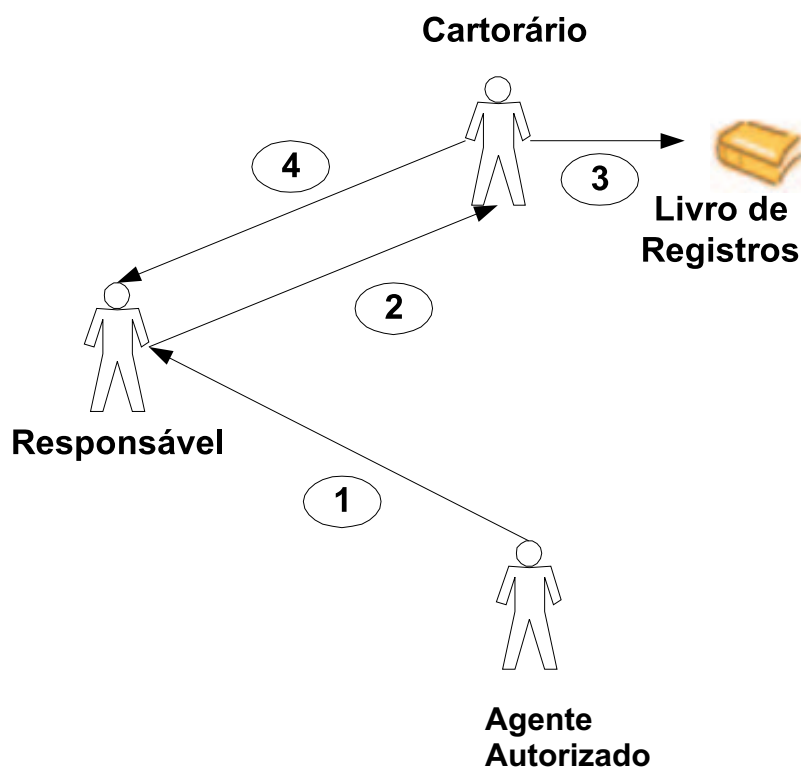 Cartorário
4
3
Livro de
Registros
2
Responsável
1
Agente
Autorizado